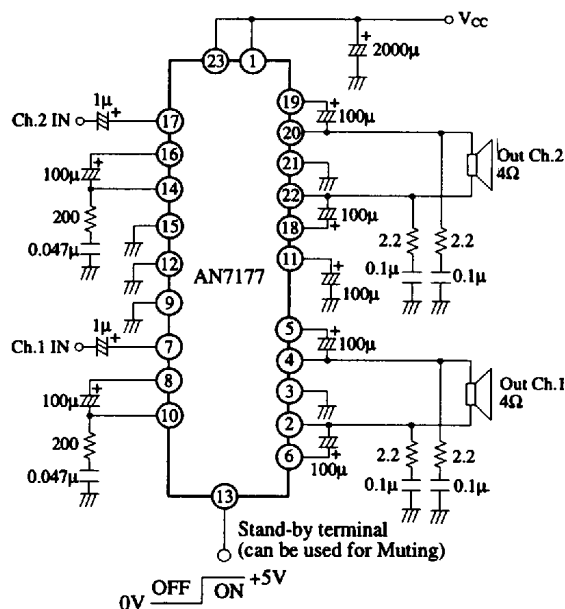 VCC
2000μ
23
1
1μ
+
Ch.2 IN
17
19
+
100μ
20
16
100μ
+
21
Out Ch.2
4Ω
14
22
200
100μ
+
15
18
2.2
2.2
0.047μ
12
11
0.1μ
0.1μ
AN7177
9
+
100μ
1μ
+
5
Ch.1 IN
7
+
100μ
4
8
100μ
+
3
Out Ch.1
4Ω
10
2
200
100μ
+
6
2.2
2.2
0.047μ
0.1μ
0.1μ
13
Stand-by terminal
(can be used for Muting)
0V OFF ON +5V